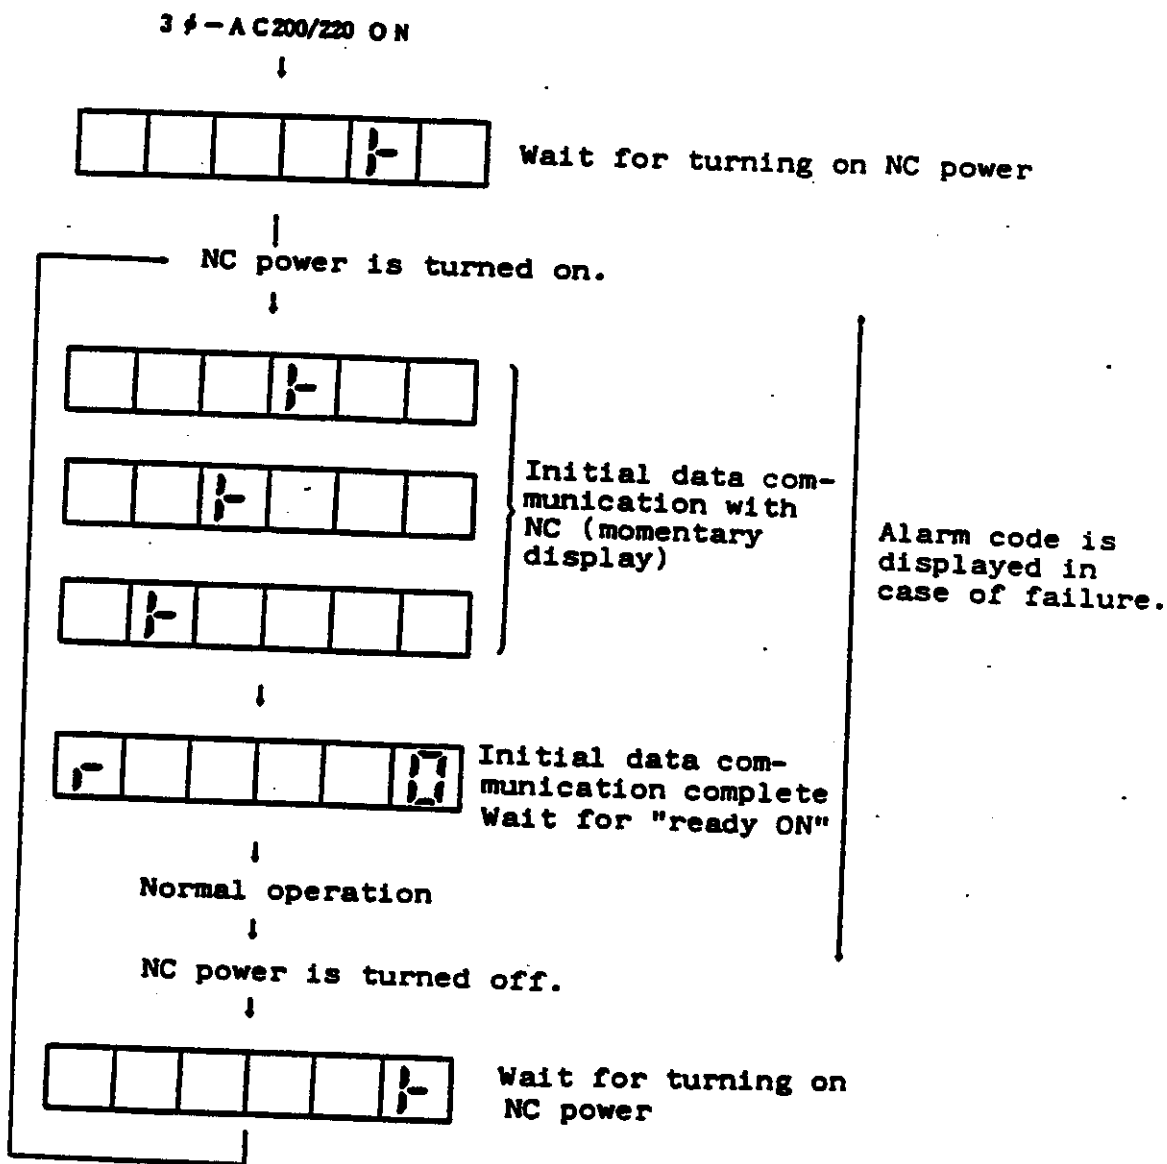 3 ϕ-AC200/220 ON
Wait for turning on NC power
NC power is turned on.
Initial data com-
munication with
NC (momentary
display)
Alarm code is
displayed in
case of failure.
Initial data com-
munication complete
Wait for "ready ON"
Normal operation
NC power is turned off.
Wait for turning on
NC power